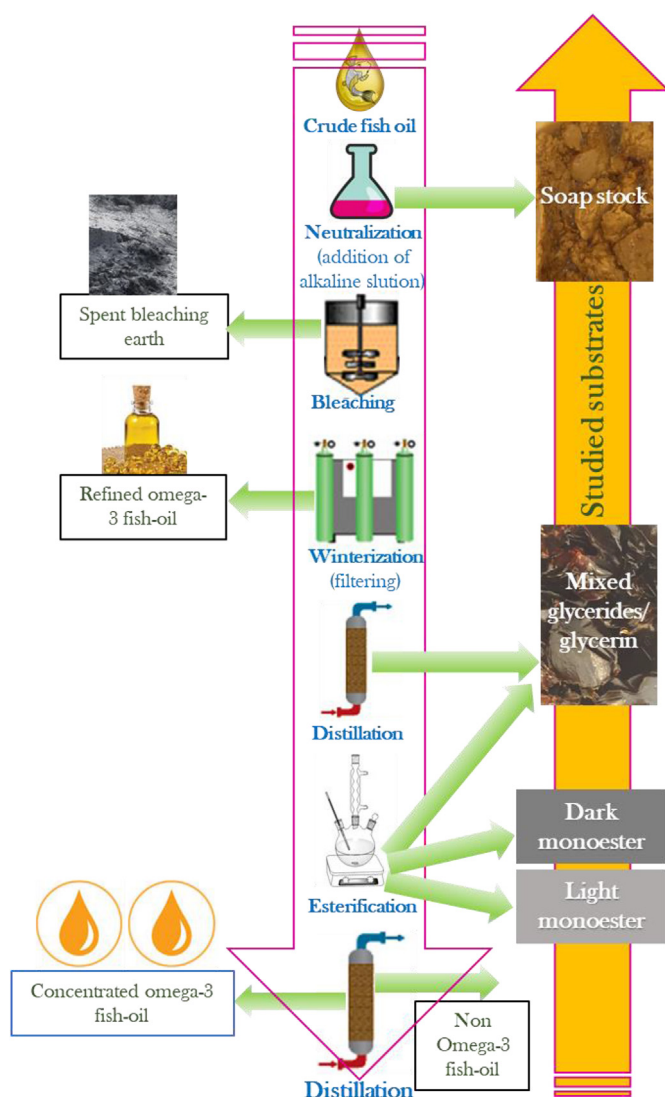 Crude fish oil
Neutralization
(addition of
alkaline slution)
Soap stock
Spent bleaching
earth
Bleaching
Studied substrates
Refined omega-
3 fish-oil
Winterization
(filtering)
Mixed
glycerides/
glycerin
Distillation
Dark
monoester
Esterification
Light
monoester
Concentrated omega-3
fish-oil
Non
Omega-3
fish-oil
Distillation